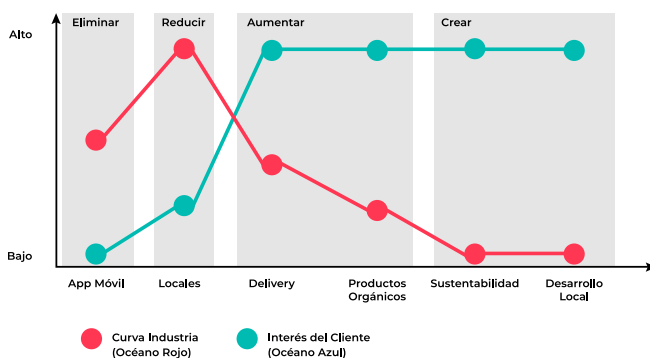 Eliminar
Reducir
Aumentar
Crear
Alto
Bajo
App Móvil
Locales
Delivery
Productos
Orgánicos
Sustentabilidad
Desarrollo
Local
Curva Industria
(Océano Rojo)
Interés del Cliente
(Océano Azul)